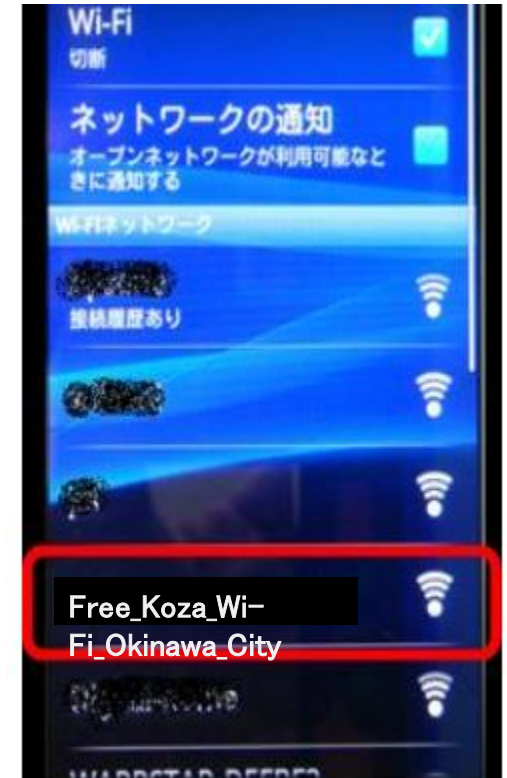 Wi-Fi
切断
ネットワークの通知
オープンネットワークが利用可能なと
きに通知する
Wi-Fiネットワーク
接続履歴あり
Free_Koza_Wi-
Fi_Okinawa_City